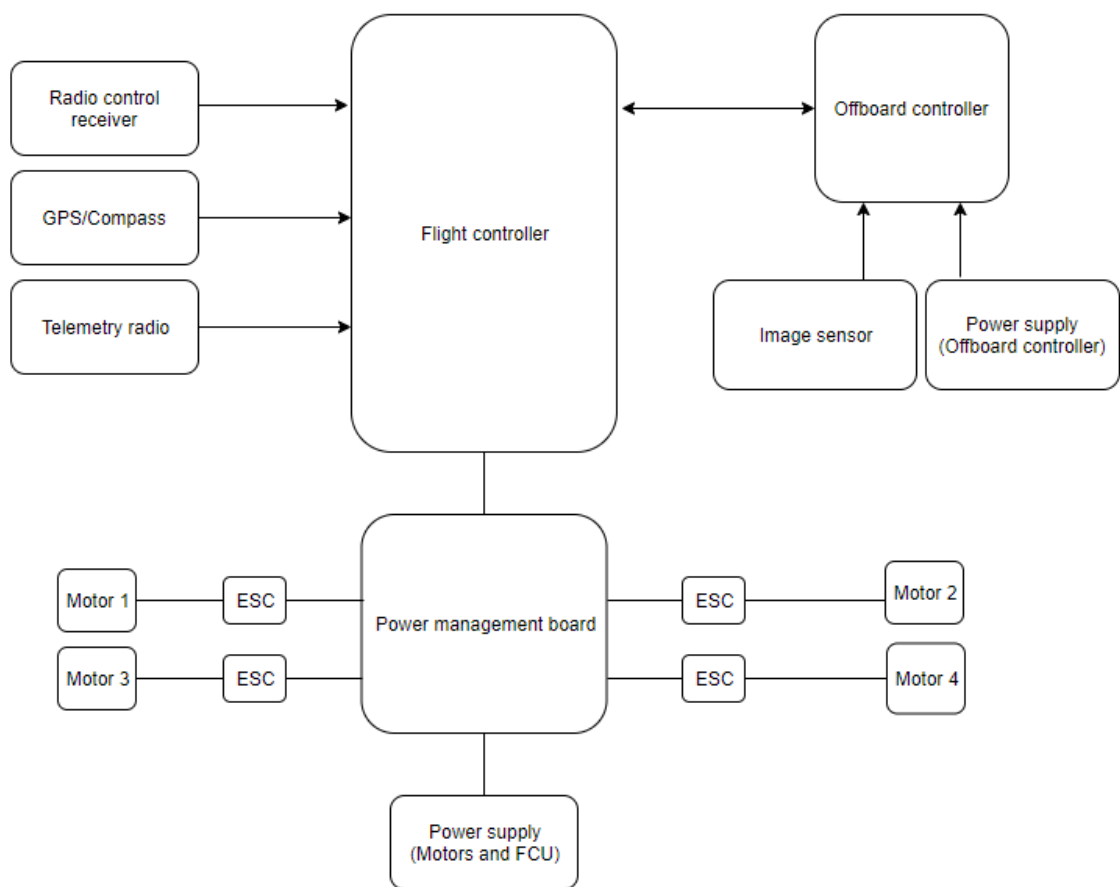 Radio control
receiver
GPS/Compass
Telemetry radio
Flight controller
Offboard controller
Image sensor
Power supply
(Offboard controller)
Motor 1
ESC
Power management board
ESC
Motor 2
Motor 3
ESC
ESC
Motor 4
Power supply
(Motors and FCU)